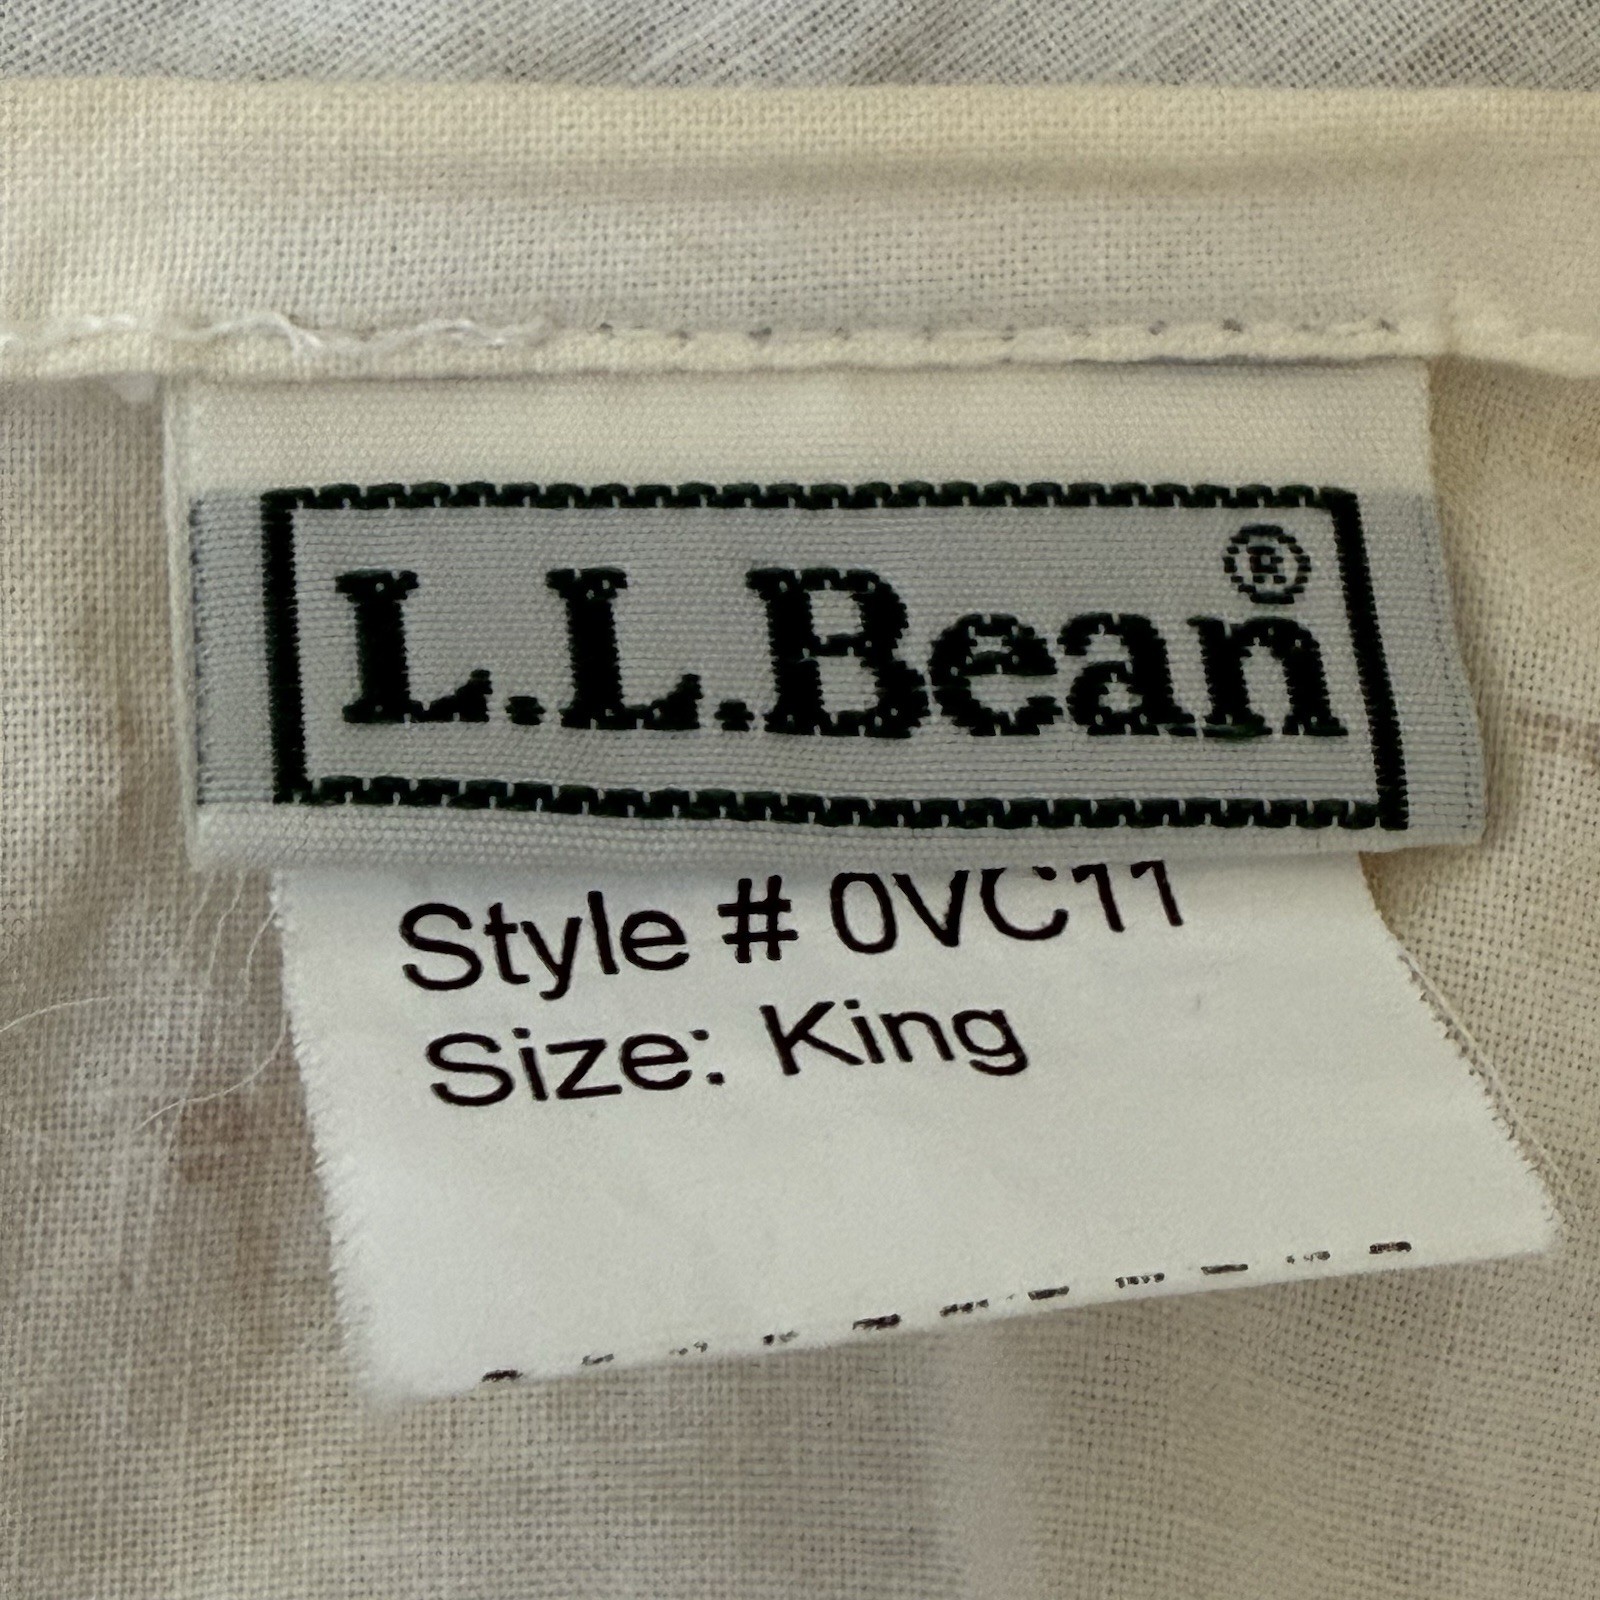 L.L.Bean®
Style # 0VC11
Size: King